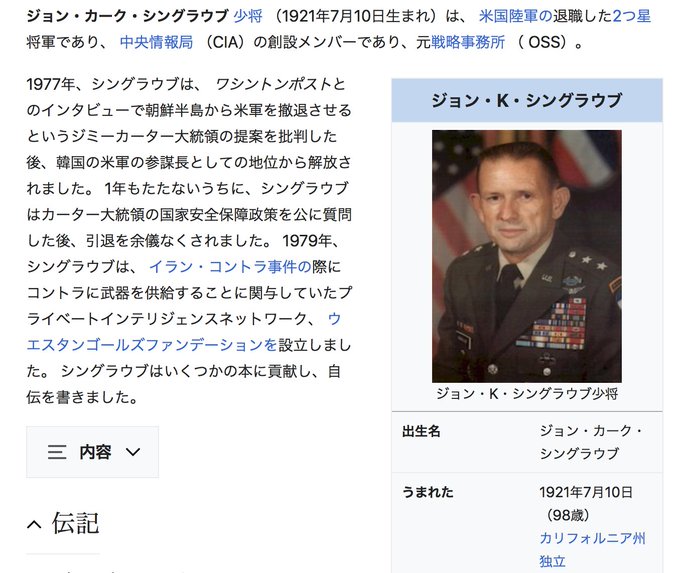 ジョン・カーク・シングラウブ 少将 （1921年7月10日生まれ）は、 米国陸軍の退職した2つ星
将軍であり、 中央情報局 （CIA）の創設メンバーであり、元戦略事務所 （ OSS）。
1977年、シングラウブは、 ワシントンポストと
のインタビューで朝鮮半島から米軍を撤退させる
というジミーカーター大統領の提案を批判した
後、韓国の米軍の参謀長としての地位から解放さ
れました。 1年もたたないうちに、シングラウブ
はカーター大統領の国家安全保障政策を公に質問
した後、引退を余儀なくされました。 1979年、
シングラウブは、 イラン・コントラ事件の際に
コントラに武器を供給することに関与していたプ
ライベートインテリジェンスネットワーク、 ウ
エスタンゴールズファンデーションを設立しまし
た。 シングラウブはいくつかの本に貢献し、自
伝を書きました。
内容
伝記
ジョン・K・シングラウブ
U.S.
ジョン・K・シングラウブ少将
出生名 ジョン・カーク・
シングラウブ
うまれた 1921年7月10日
（98歳）
カリフォルニア州
独立